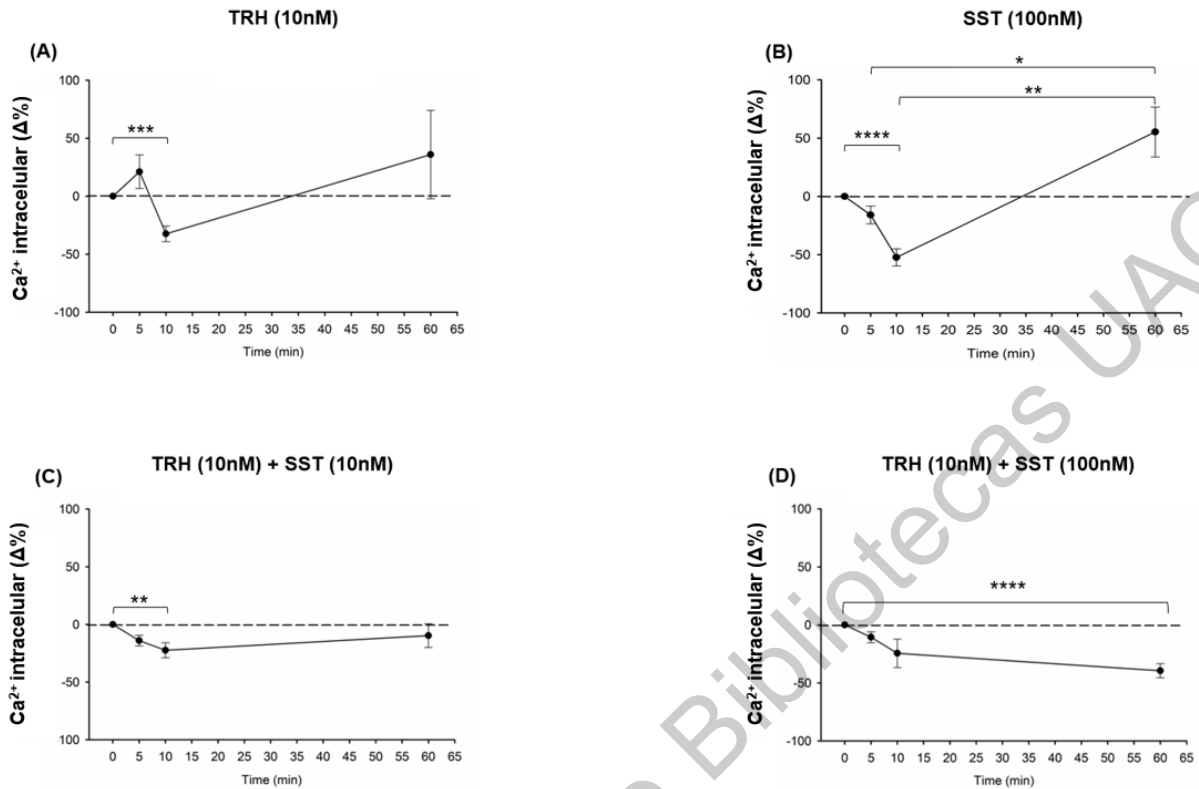 TRH (10nM)
(A)
100
50
0
-50
-100
Ca²⁺ intracelular (Δ%)
***
0 5 10 15 20 25 30 35 40 45 50 55 60 65
Time (min)
SST (100nM)
(B)
100
50
0
-50
-100
Ca²⁺ intracelular (Δ%)
*
**
****
0 5 10 15 20 25 30 35 40 45 50 55 60 65
Time (min)
TRH (10nM) + SST (10nM)
(C)
100
50
0
-50
100
Ca²⁺ intracelular (Δ%)
**
0 5 10 15 20 25 30 35 40 45 50 55 60 65
Time (min)
TRH (10nM) + SST (100nM)
(D)
100
50
0
-50
-100
Ca²⁺ intracelular (Δ%)
****
0 5 10 15 20 25 30 35 40 45 50 55 60 65
Time (min)
Bibliotecas